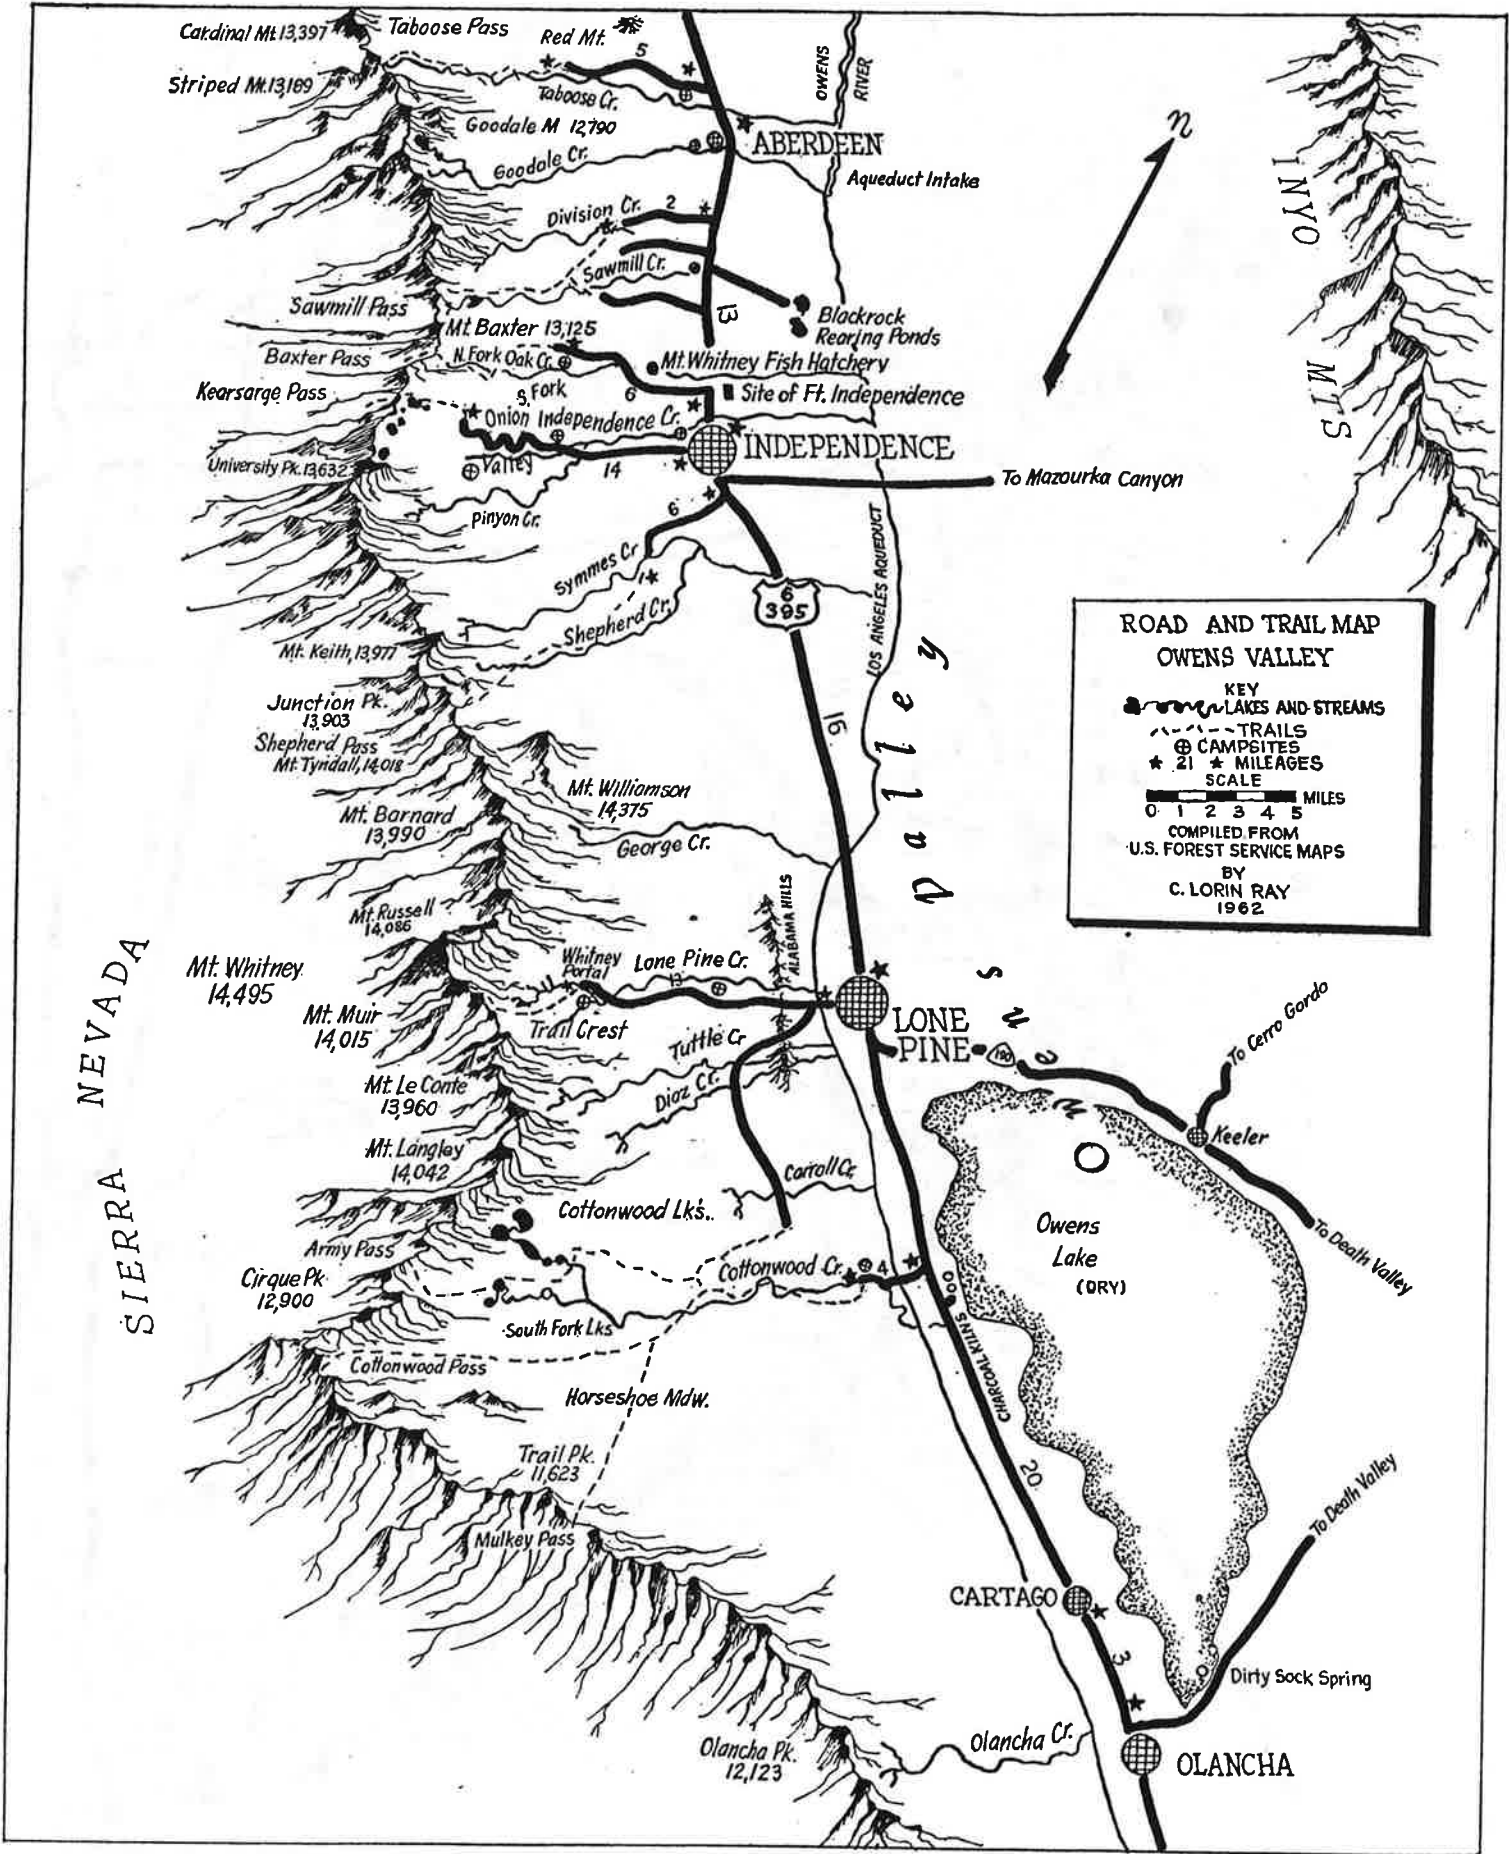 Cardinal Mt 13,397
Taboose Pass
Red Mt.
5
OWENS
RIVER
Striped Mt. 13,189
Taboose Cr.
Goodale M 12,790
ABERDEEN
Goodale Cr.
Aqueduct Intake
n
INYO MTS
Division Cr.
2
Sawmill Cr.
Sawmill Pass
13
Blackrock
Rearing Ponds
Mt Baxter 13,125
Baxter Pass
N. Fork Oak Cr.
Mt. Whitney Fish Hatchery
Kearsarge Pass
S. Fork
6
Site of Ft. Independence
Onion
Valley
Independence Cr.
INDEPENDENCE
University Pk. 13,632
14
To Mazourka Canyon
Pinyon Cr.
6
Symmes Cr
LOS ANGELES AQUEDUCT
Shepherd Cr.
6
395
Mt. Keith, 13,977
Junction Pk.
13,903
Shepherd Pass
Mt. Tyndall, 14,018
16
ROAD AND TRAIL MAP
OWENS VALLEY
KEY
LAKES AND STREAMS
TRAILS
CAMPSITES
21 MILEAGES
SCALE
MILES
0 1 2 3 4 5
COMPILED FROM
U.S. FOREST SERVICE MAPS
BY
C. LORIN RAY
1962
Mt. Williamson
14,375
Mt. Barnard
13,990
George Cr.
Owens Valley
Mt. Russell
14,086
ALABAMA HILLS
SIERRA NEVADA
Mt. Whitney
14,495
Whitney
Portal
Lone Pine Cr.
13
Mt. Muir
14,015
Trail Crest
LONE
PINE
190
To Cerro Gordo
Tuttle Cr
Diaz Cr.
Mt. Le Conte
13,960
Keeler
Mt. Langley
14,042
Carroll Cr.
Cottonwood Lk's.
Owens
Lake
(DRY)
To Death Valley
Army Pass
Cottonwood Cr.
4
Cirque Pk
12,900
South Fork Lks
CHARCOAL KILNS
Cottonwood Pass
Horseshoe Mdw.
Trail Pk.
11,623
20
To Death Valley
Mulkey Pass
CARTAGO
3
Dirty Sock Spring
Olancha Pk.
12,123
Olancha Cr.
OLANCHA